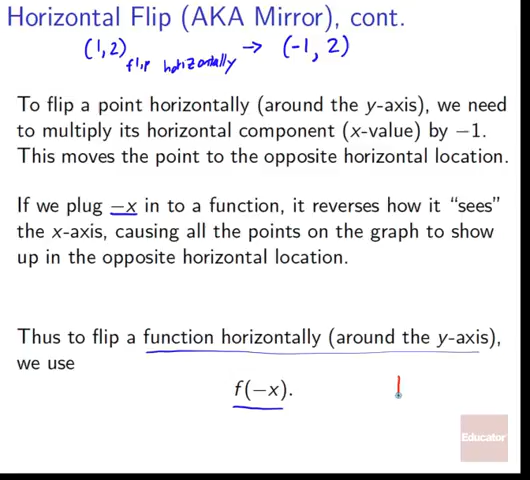 Horizontal Flip (AKA Mirror), cont.
(1,2) flip horizontally → (-1, 2)
To flip a point horizontally (around the y-axis), we need
to multiply its horizontal component (x-value) by −1.
This moves the point to the opposite horizontal location.
If we plug −x in to a function, it reverses how it “sees”
the x-axis, causing all the points on the graph to show
up in the opposite horizontal location.
Thus to flip a function horizontally (around the y-axis),
we use
f(−x).
Educator